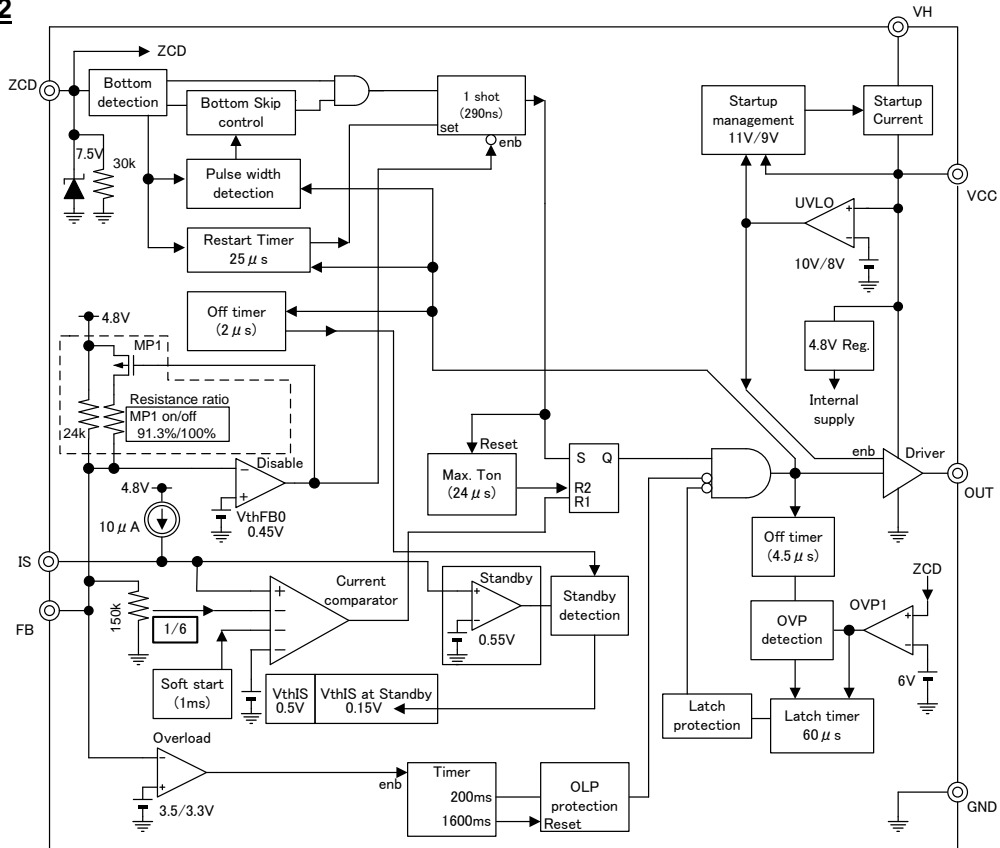 2
VH
ZCD
ZCD
Bottom
detection
Bottom Skip
control
1 shot
(290ns)
set
enb
Startup
management
11V/9V
Startup
Current
7.5V
30k
Pulse width
detection
VCC
UVLO
10V/8V
Restart Timer
25μs
Off timer
(2μs)
4.8V
MP1
4.8V Reg.
Internal
supply
Resistance ratio
MP1 on/off
91.3%/100%
24k
Disable
Reset
Max. Ton
(24μs)
S Q
R2
R1
enb
Driver
OUT
4.8V
VthFB0
0.45V
10μA
Off timer
(4.5μs)
IS
FB
150k
1/6
Current
comparator
Standby
0.55V
Standby
detection
ZCD
OVP1
OVP
detection
6V
Soft start
(1ms)
VthIS
0.5V
VthIS at Standby
0.15V
Latch
protection
Latch timer
60μs
Overload
3.5/3.3V
enb
Timer
200ms
1600ms
OLP
protection
Reset
GND